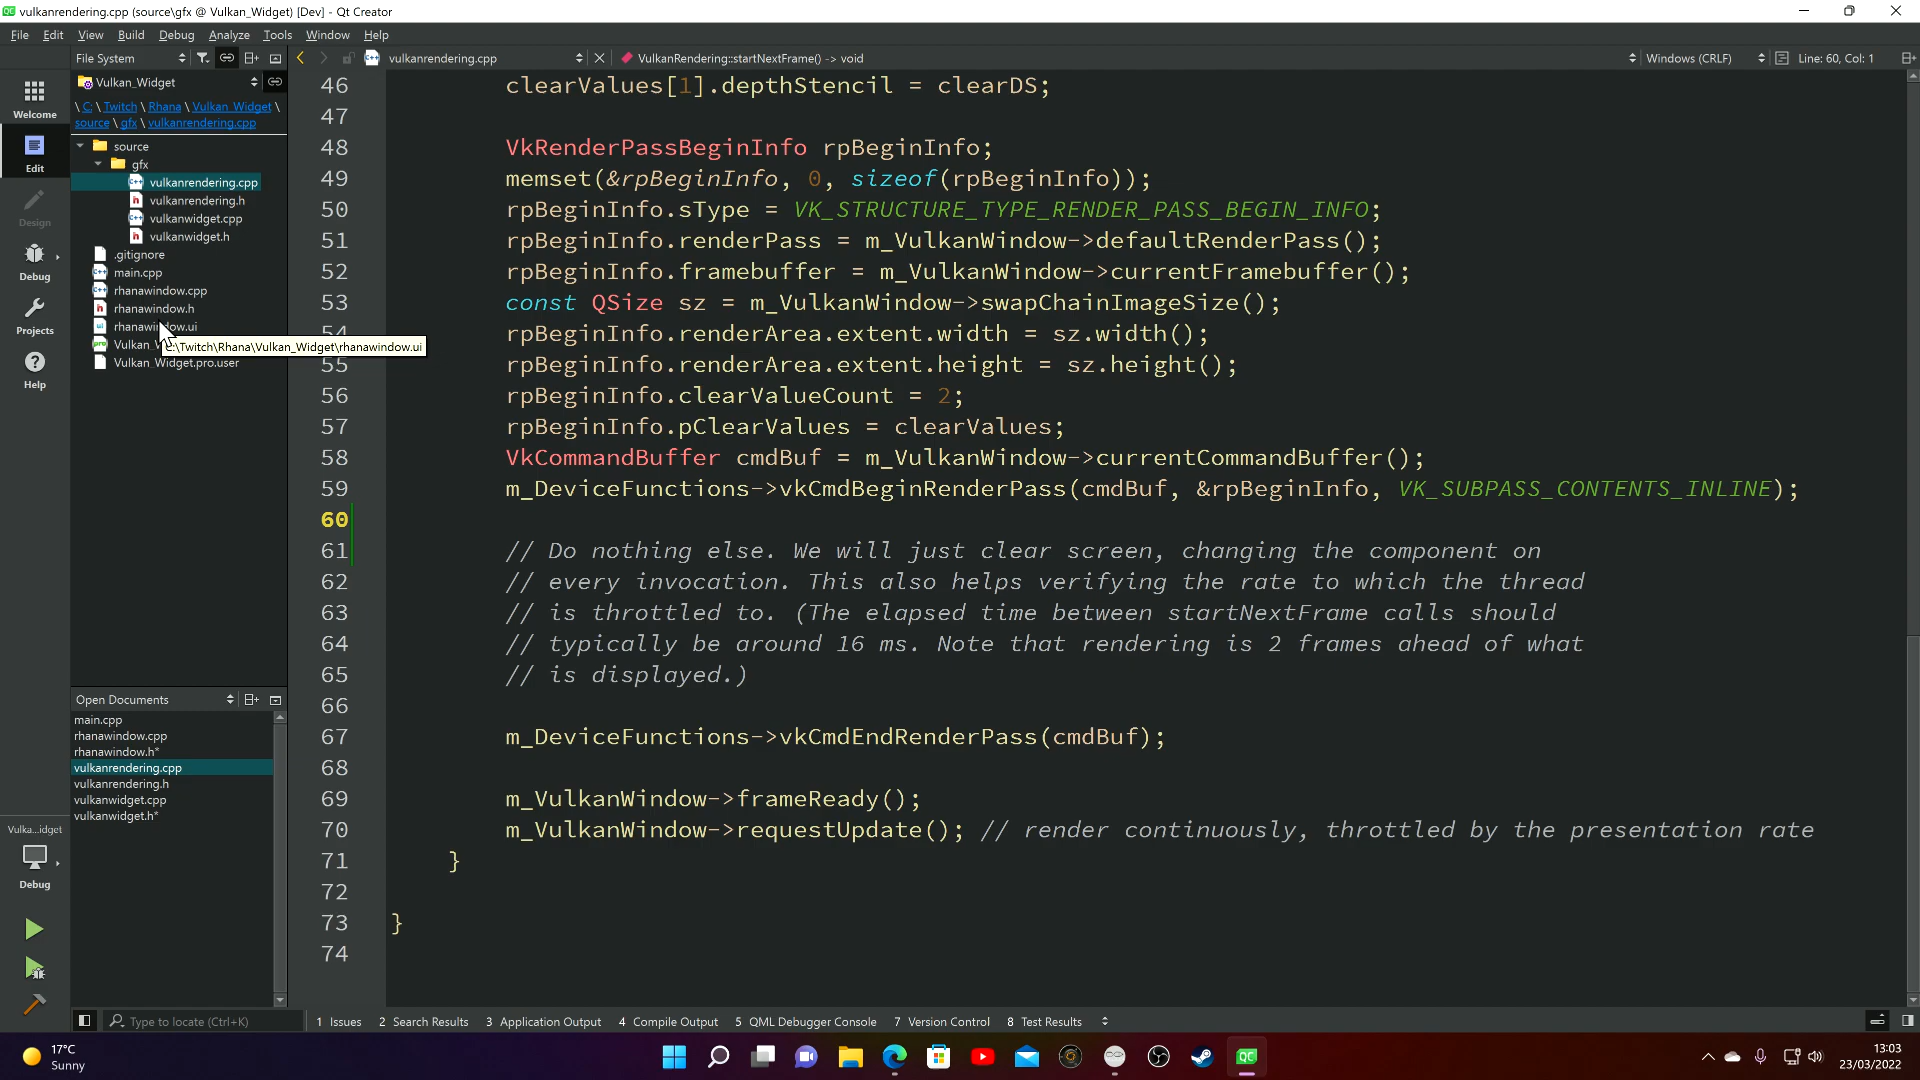 vulkanrendering.cpp (source\gfx @ Vulkan_Widget) [Dev] - Qt Creator
File Edit View Build Debug Analyze Tools Window Help
File System
vulkanrendering.cpp
VulkanRendering::startNextFrame() -> void
Windows (CRLF)
Line: 60, Col: 1
Vulkan_Widget
\ C: \ Twitch \ Rhana \ Vulkan_Widget \
source \ gfx \ vulkanrendering.cpp
source
gfx
vulkanrendering.cpp
vulkanrendering.h
vulkanwidget.cpp
vulkanwidget.h
.gitignore
main.cpp
rhanawindow.cpp
rhanawindow.h
rhanawindow.ui
Vulkan_
:\Twitch\Rhana\Vulkan_Widget\rhanawindow.ui
Vulkan_Widget.pro.user
Welcome
Edit
Design
Debug
Projects
Help
46 clearValues[1].depthStencil = clearDS;
47
48 VkRenderPassBeginInfo rpBeginInfo;
49 memset(&rpBeginInfo, 0, sizeof(rpBeginInfo));
50 rpBeginInfo.sType = VK_STRUCTURE_TYPE_RENDER_PASS_BEGIN_INFO;
51 rpBeginInfo.renderPass = m_VulkanWindow->defaultRenderPass();
52 rpBeginInfo.framebuffer = m_VulkanWindow->currentFramebuffer();
53 const QSize sz = m_VulkanWindow->swapChainImageSize();
54 rpBeginInfo.renderArea.extent.width = sz.width();
55 rpBeginInfo.renderArea.extent.height = sz.height();
56 rpBeginInfo.clearValueCount = 2;
57 rpBeginInfo.pClearValues = clearValues;
58 VkCommandBuffer cmdBuf = m_VulkanWindow->currentCommandBuffer();
59 m_DeviceFunctions->vkCmdBeginRenderPass(cmdBuf, &rpBeginInfo, VK_SUBPASS_CONTENTS_INLINE);
60
61 // Do nothing else. We will just clear screen, changing the component on
62 // every invocation. This also helps verifying the rate to which the thread
63 // is throttled to. (The elapsed time between startNextFrame calls should
64 // typically be around 16 ms. Note that rendering is 2 frames ahead of what
65 // is displayed.)
66
67 m_DeviceFunctions->vkCmdEndRenderPass(cmdBuf);
68
69 m_VulkanWindow->frameReady();
70 m_VulkanWindow->requestUpdate(); // render continuously, throttled by the presentation rate
71 }
72
73 }
74
Open Documents
main.cpp
rhanawindow.cpp
rhanawindow.h*
vulkanrendering.cpp
vulkanrendering.h
vulkanwidget.cpp
vulkanwidget.h*
Vulka...idget
Debug
Type to locate (Ctrl+K)
1 Issues 2 Search Results 3 Application Output 4 Compile Output 5 QML Debugger Console 7 Version Control 8 Test Results
17°C
Sunny
QC
13:03
23/03/2022